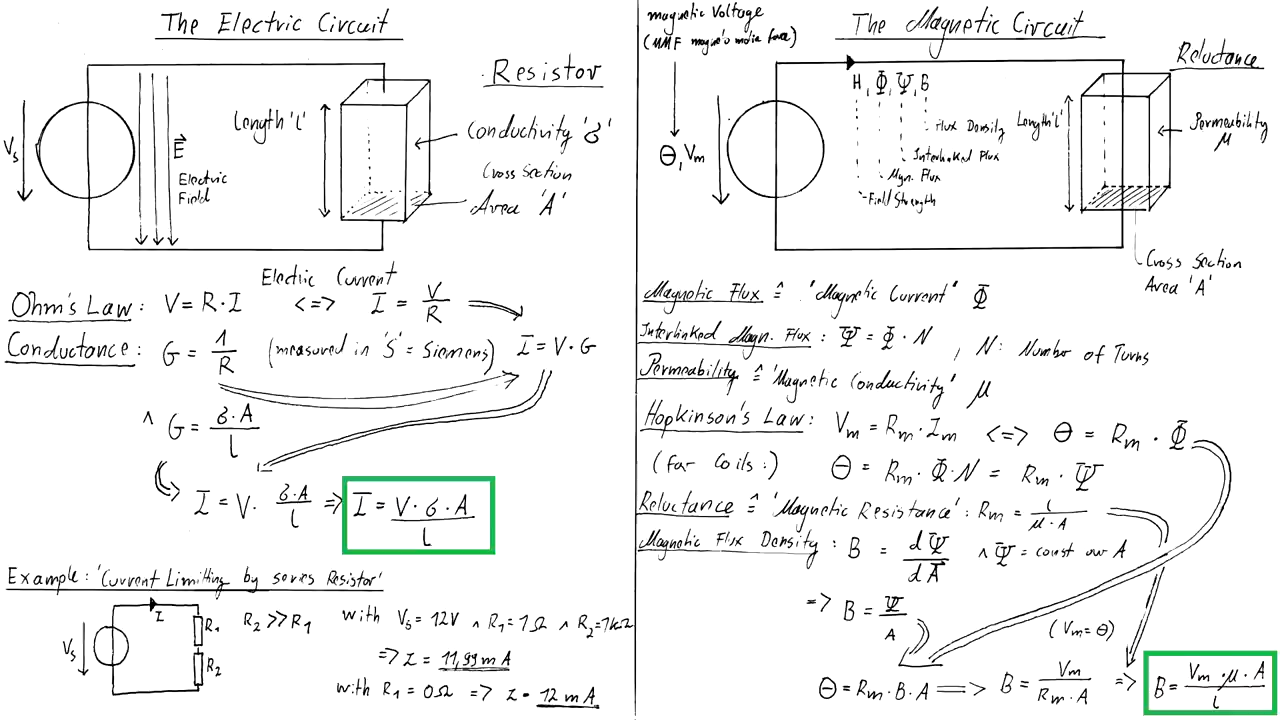 The Electric Circuit
Resistor
Vs
E
Electric
Field
Length 'l'
Conductivity 'σ'
Cross Section
Area 'A'
Electric Current
Ohm's Law: V = R·I <=> I = V/R
Conductance: G = 1/R (measured in 'S' = Siemens) I = V·G
^ G = σ·A/l
I = V· σ·A/l => I = V·σ·A/l
Example: 'Current Limitting by series Resistor'
I
Vs
R1
R2
R2 >> R1
with Vs = 12V ^ R1 = 1Ω ^ R2 = 1kΩ
=> I = 11,99 mA
with R1 = 0Ω => I = 12 mA
magnetic Voltage
The Magnetic Circuit
Reluctance
Θ, Vm
H, Φ, Ψ, B
Flux Density
Interlinked Flux
Mgn. Flux
Field Strength
Length 'l'
Permeability
μ
Cross Section
Area 'A'
Magnetic Flux ≙ "Magnetic Current" Φ
Interlinked Magn. Flux: Ψ = Φ · N , N: Number of Turns
Permeability ≙ 'Magnetic Conductivity" μ
Hopkinson's Law: Vm = Rm·Im <=> Θ = Rm · Φ
(for Coils:) Θ = Rm · Φ·N = Rm · Ψ
Reluctance ≙ 'Magnetic Resistance': Rm = l/μ·A
Magnetic Flux Density: B = dΨ/dA ^ Ψ = const over A
=> B = Ψ/A
(Vm = Θ)
Θ = Rm·B·A => B = Vm/Rm·A => B = Vm·μ·A/l